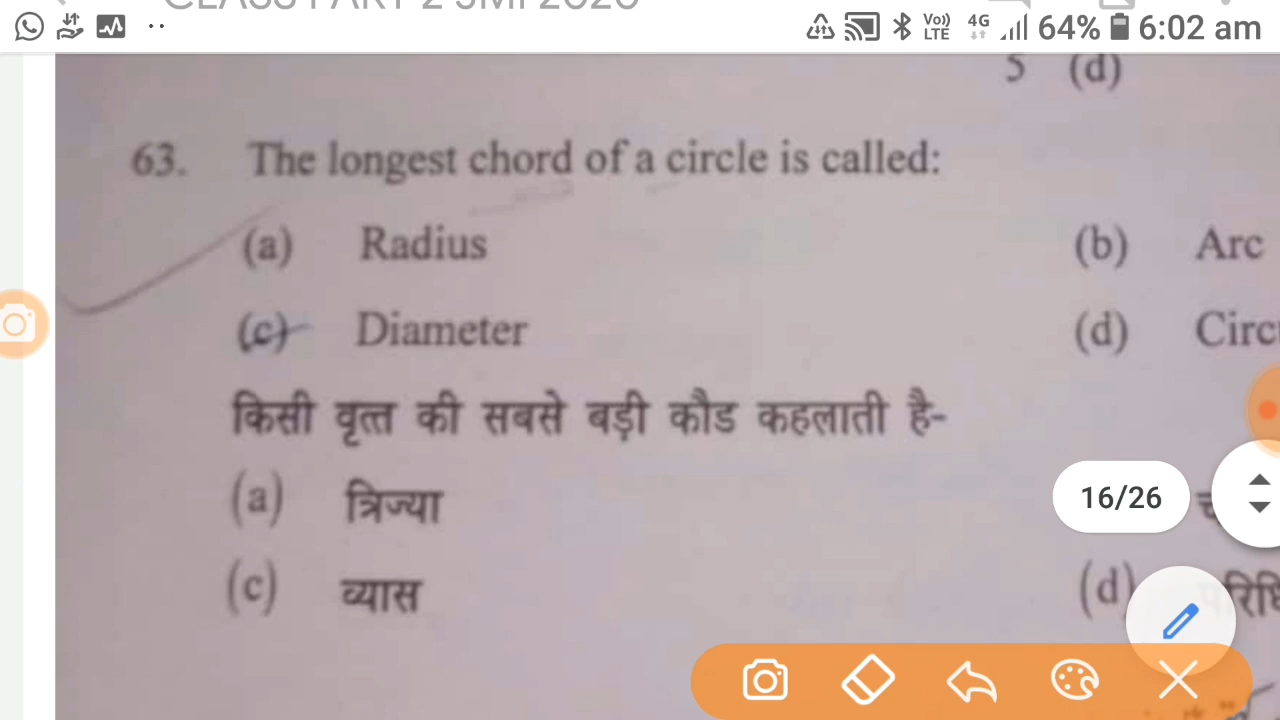 64% 6:02 am
5 (d)
63. The longest chord of a circle is called:
(a) Radius (b) Arc
(c) Diameter (d)
किसी वृत्त की सबसे बड़ी कौड कहलाती है-
(a) त्रिज्या
16/26
(c) व्यास (d)